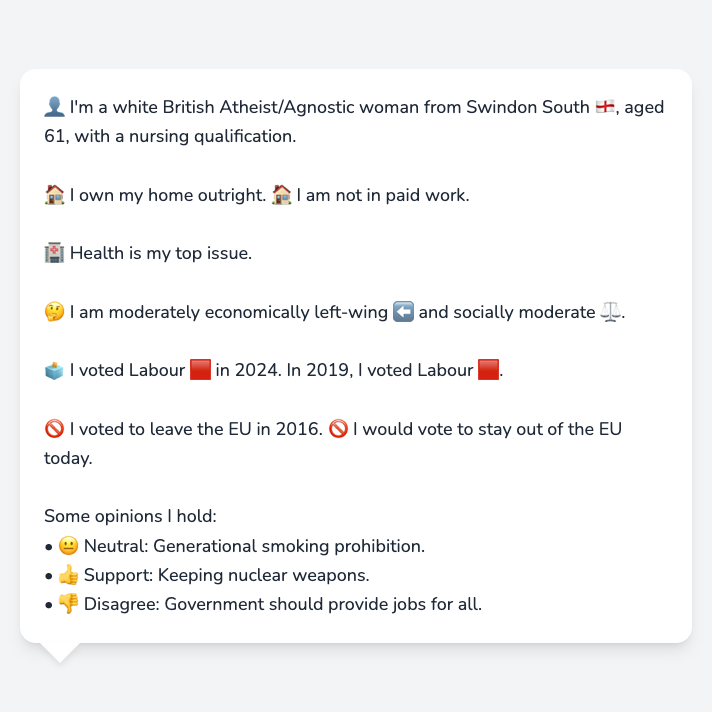 👤 I'm a white British Atheist/Agnostic woman from Swindon South 🏴󠁧󠁢󠁥󠁮󠁧󠁿, aged
61, with a nursing qualification.
🏠 I own my home outright. 🏠 I am not in paid work.
🏥 Health is my top issue.
🤔 I am moderately economically left-wing ⬅️ and socially moderate ⚖️.
🗳️ I voted Labour 🟥 in 2024. In 2019, I voted Labour 🟥.
🚫 I voted to leave the EU in 2016. 🚫 I would vote to stay out of the EU
today.
Some opinions I hold:
• 😐 Neutral: Generational smoking prohibition.
• 👍 Support: Keeping nuclear weapons.
• 👎 Disagree: Government should provide jobs for all.